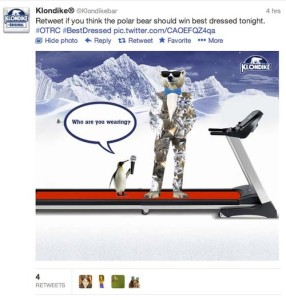 Klondike® @Klondikebar 4 hrs
Retweet if you think the polar bear should win best dressed tonight.
#OTRC #BestDressed pic.twitter.com/CAOEFQZ4qa
Hide photo Reply Retweet Favorite More
KLONDIKE
Who are you wearing?
4
RETWEETS